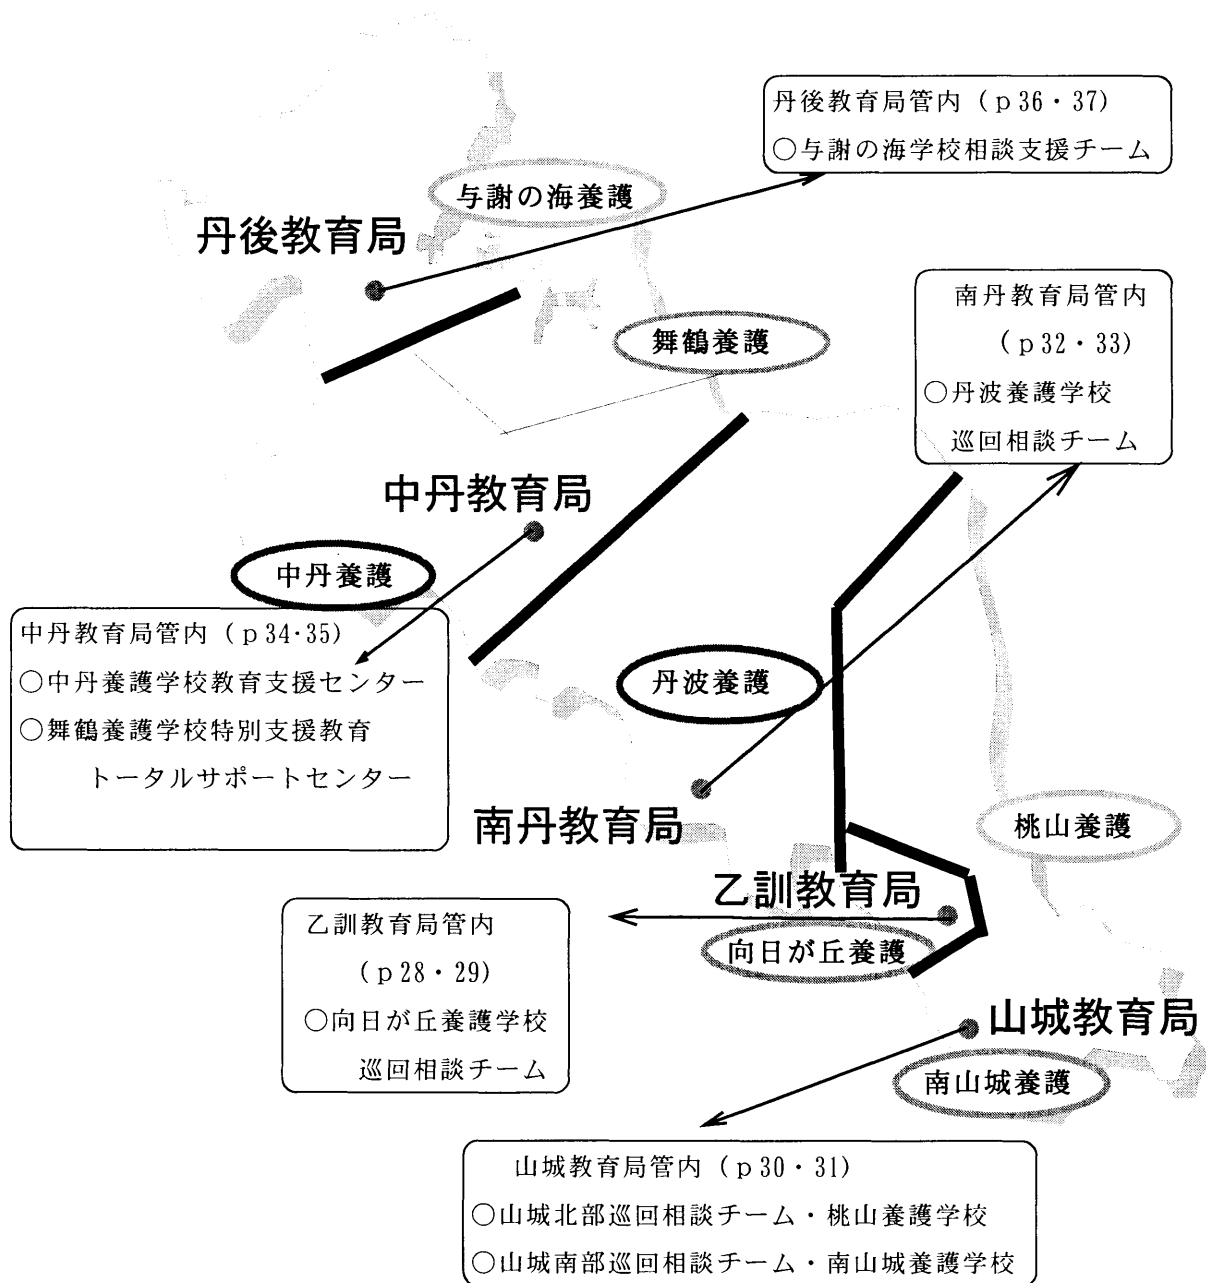 丹後教育局管内（p36・37）
○与謝の海学校相談支援チーム
与謝の海養護
丹後教育局
南丹教育局管内
（p32・33）
○丹波養護学校
巡回相談チーム
舞鶴養護
中丹教育局
中丹養護
中丹教育局管内（p34･35）
○中丹養護学校教育支援センター
○舞鶴養護学校特別支援教育
トータルサポートセンター
丹波養護
南丹教育局
桃山養護
乙訓教育局
向日が丘養護
乙訓教育局管内
（p28・29）
○向日が丘養護学校
巡回相談チーム
山城教育局
南山城養護
山城教育局管内（p30・31）
○山城北部巡回相談チーム・桃山養護学校
○山城南部巡回相談チーム・南山城養護学校